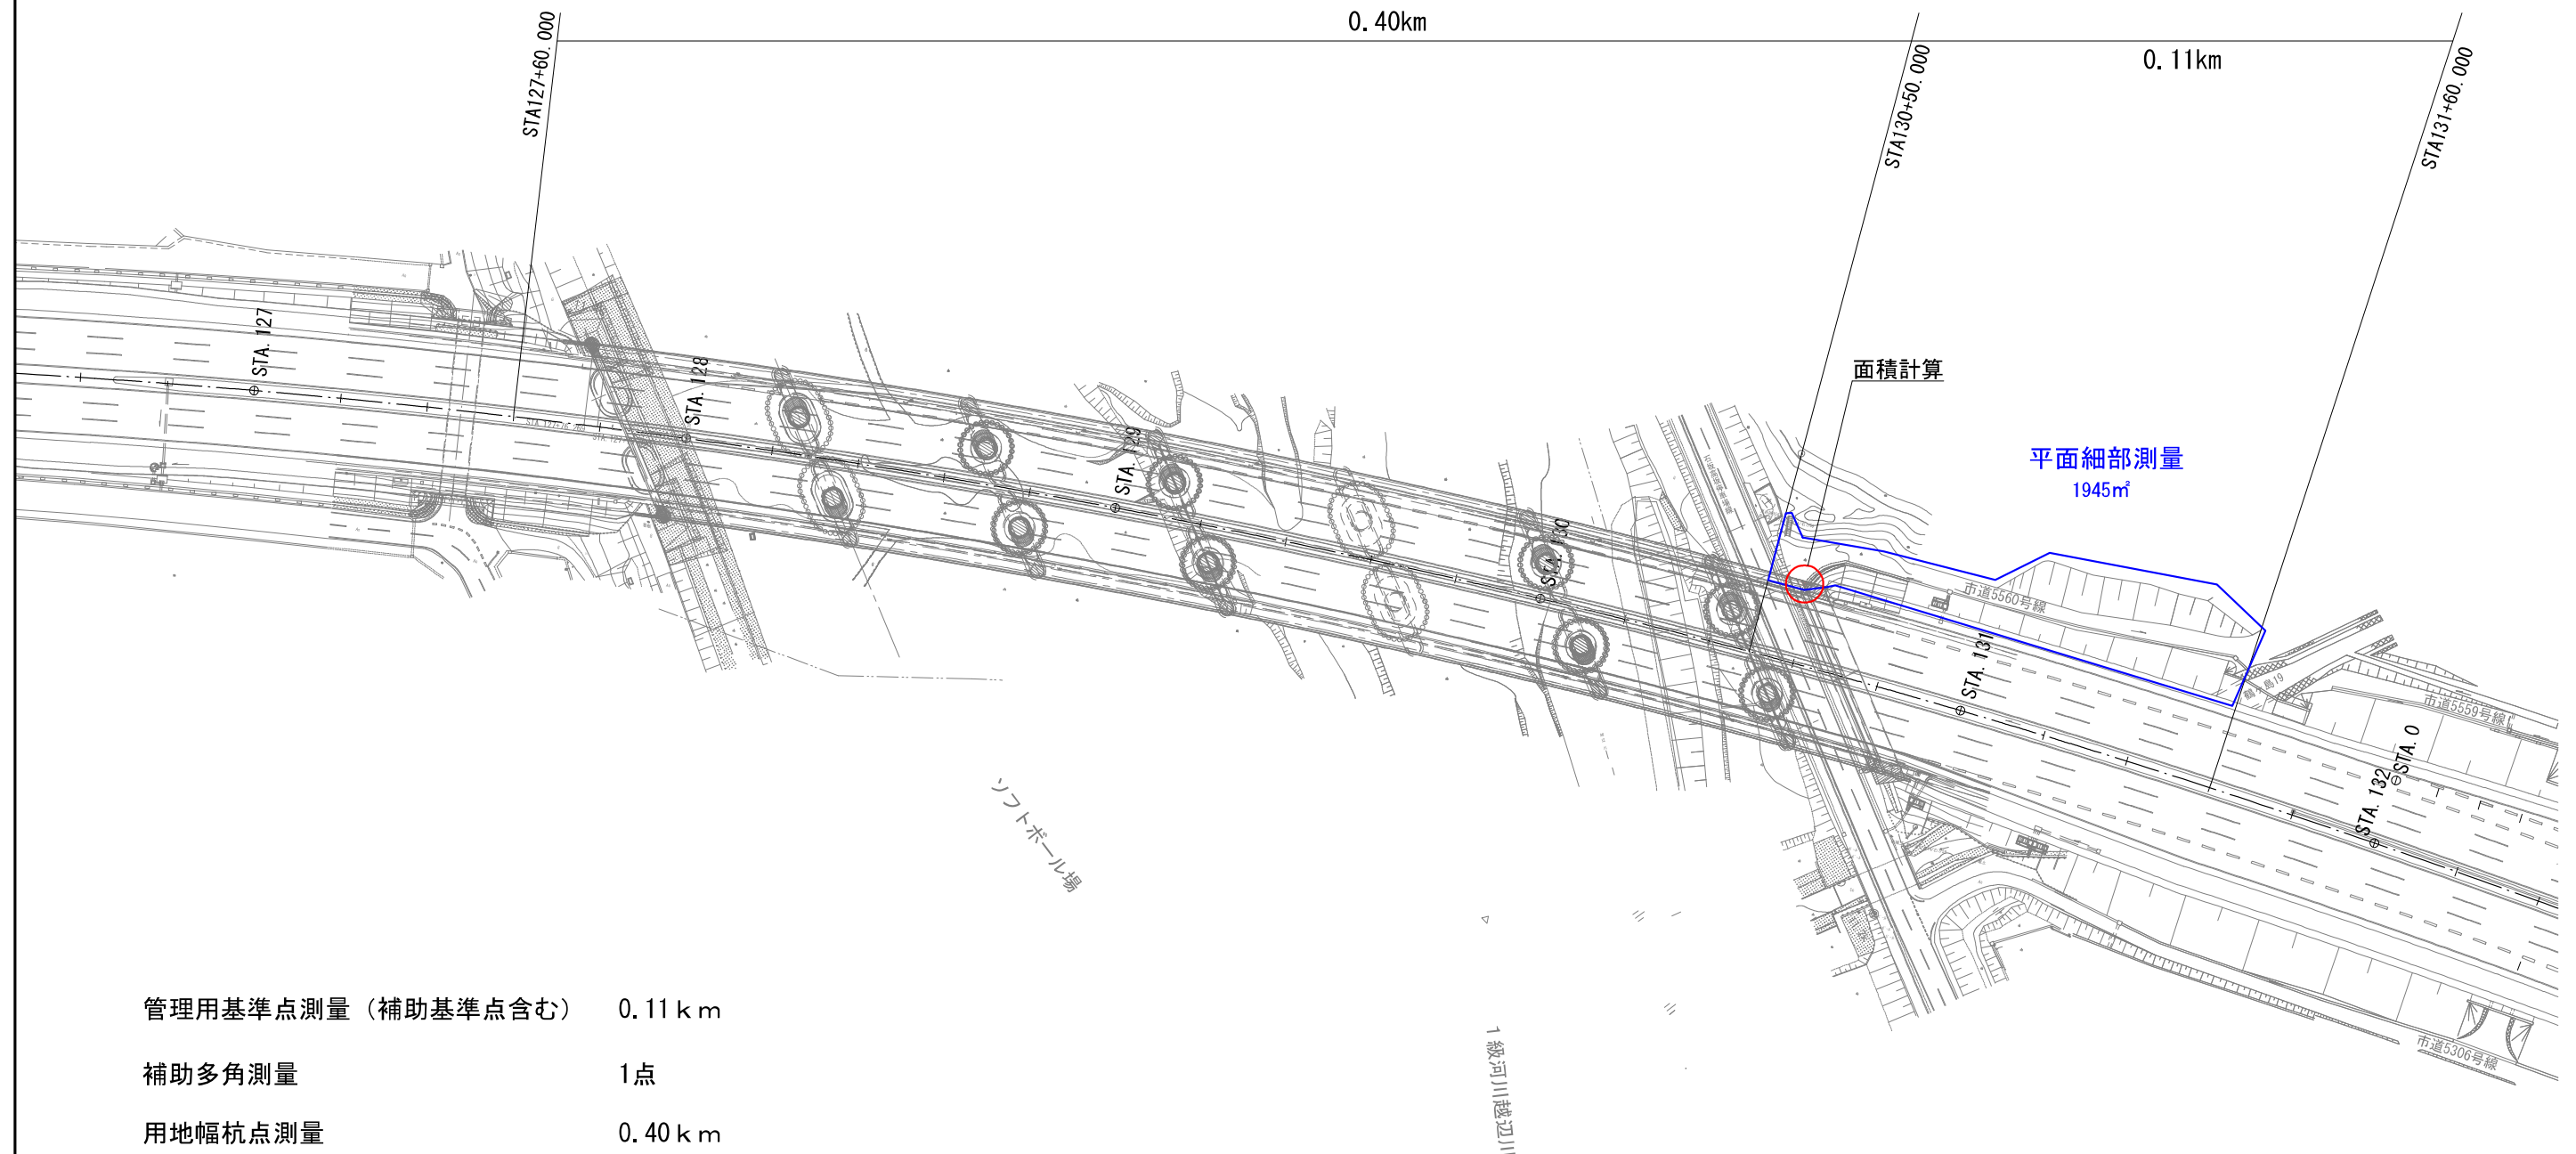 0.40km
0.11km
STA127+60.000
STA130+50.000
STA131+60.000
STA.127
STA.128
STA.129
STA.130
STA.131
STA.132
STA.0
面積計算
平面細部測量
1945㎡
市道5560号線
市道5559号線
鶴ヶ島19
市道5306号線
ソフトボール場
1級河川越辺川
管理用基準点測量（補助基準点含む） 0.11ｋｍ
補助多角測量 1点
用地幅杭点測量 0.40ｋｍ